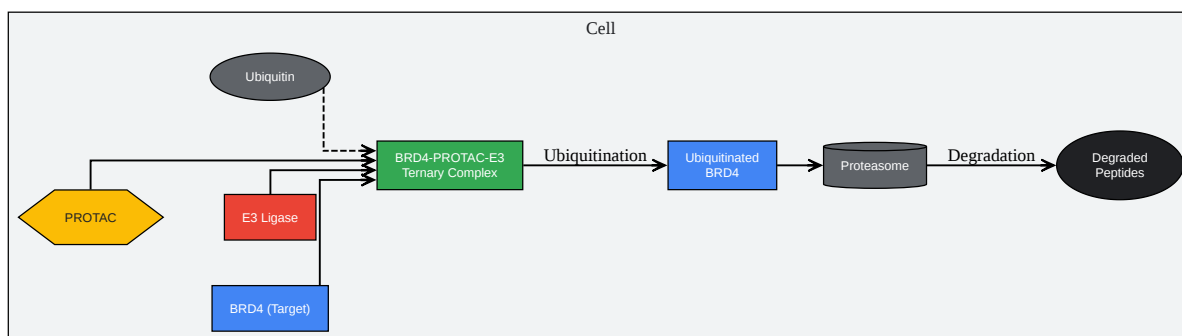 Cell
Ubiquitin
BRD4-PROTAC-E3
Ternary Complex
Ubiquitination
Ubiquitinated
BRD4
Proteasome
Degradation
Degraded
Peptides
PROTAC
E3 Ligase
BRD4 (Target)